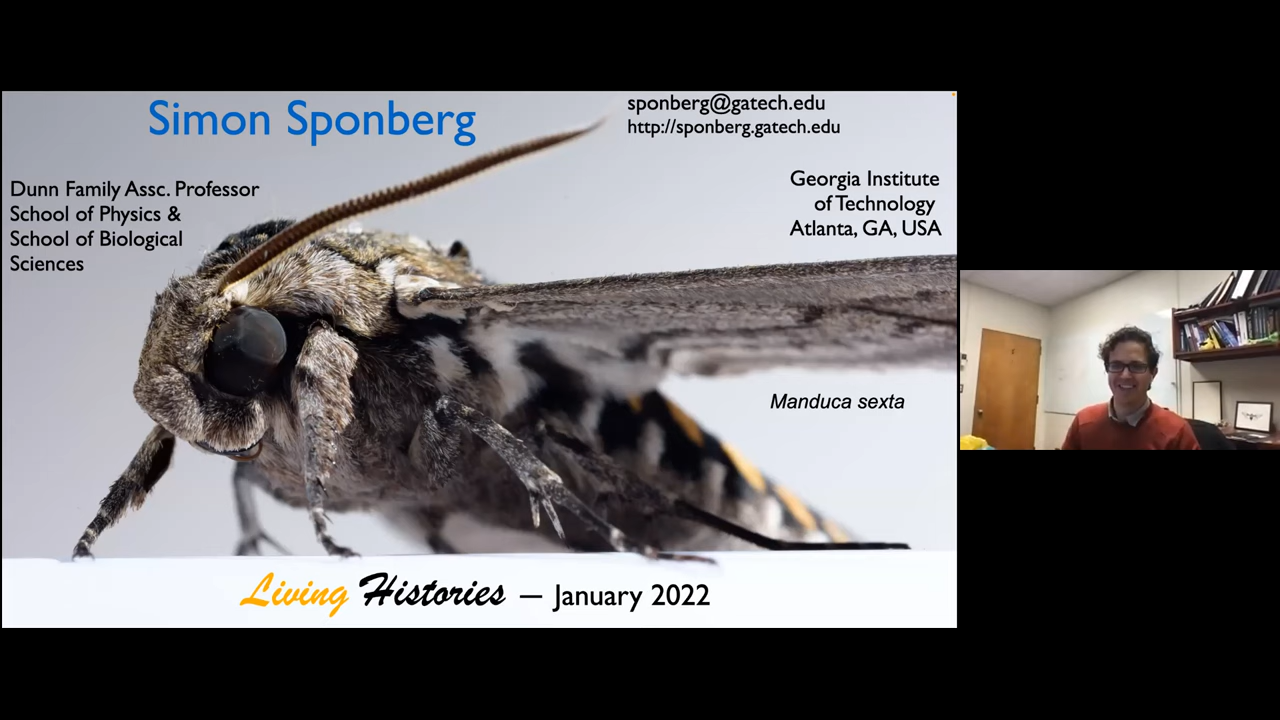 Simon Sponberg
sponberg@gatech.edu
http://sponberg.gatech.edu
Dunn Family Assc. Professor
School of Physics &
School of Biological
Sciences
Georgia Institute
of Technology
Atlanta, GA, USA
Manduca sexta
Living Histories — January 2022